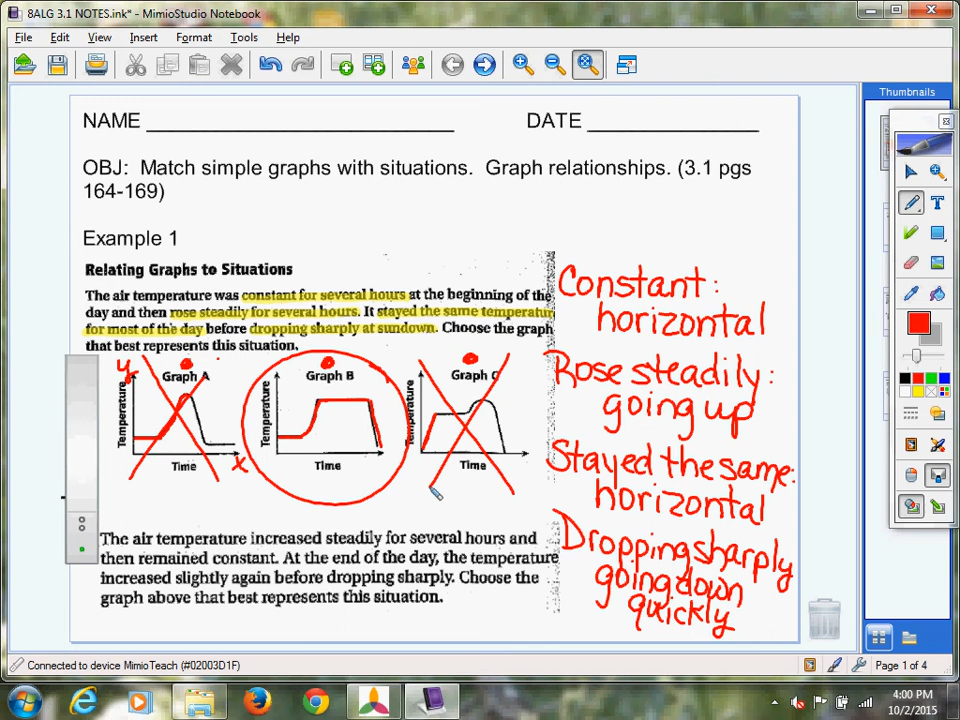 8ALG 3.1 NOTES.ink* - MimioStudio Notebook
File Edit View Insert Format Tools Help
Thumbnails
NAME ____________________________ DATE _______________
OBJ: Match simple graphs with situations. Graph relationships. (3.1 pgs
164-169)
Example 1
Relating Graphs to Situations
The air temperature was constant for several hours at the beginning of the
day and then rose steadily for several hours. It stayed the same temperatur
for most of the day before dropping sharply at sundown. Choose the graph
that best represents this situation.
Constant:
horizontal
Rose steadily:
going up
Stayed the same:
horizontal
Dropping sharply
going down
quickly
y
Graph A
Temperature
Time
x
Graph B
Temperature
Time
Graph C
Temperature
Time
The air temperature increased steadily for several hours and
then remained constant. At the end of the day, the temperature
increased slightly again before dropping sharply. Choose the
graph above that best represents this situation.
T
Connected to device MimioTeach (#02003D1F)
Page 1 of 4
4:00 PM
10/2/2015